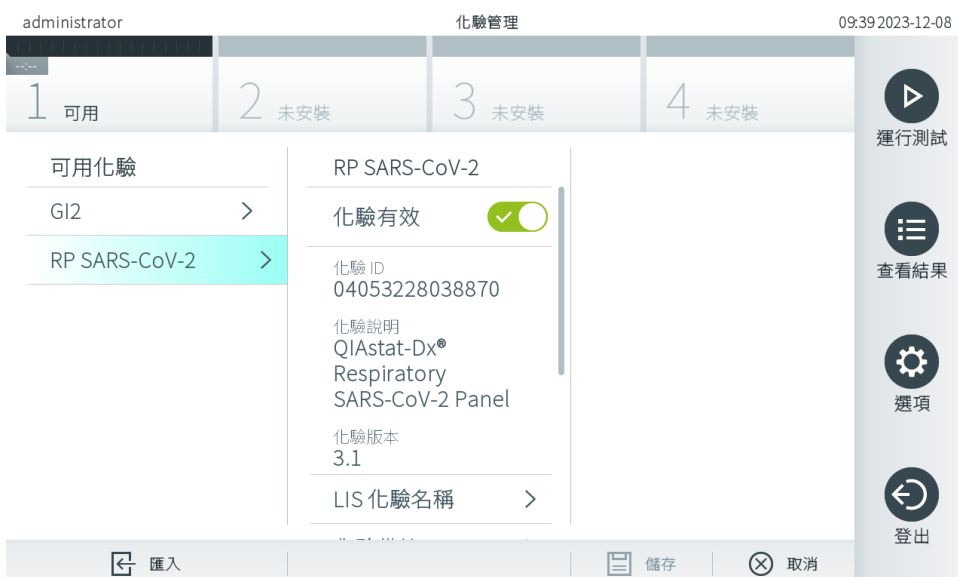 administrator
化驗管理
09:39 2023-12-08
--:--
1 可用
2 未安裝
3 未安裝
4 未安裝
運行測試
可用化驗
GI2
RP SARS-CoV-2
RP SARS-CoV-2
化驗有效
化驗 ID
04053228038870
化驗說明
QIAstat-Dx®
Respiratory
SARS-CoV-2 Panel
化驗版本
3.1
LIS 化驗名稱
查看結果
選項
登出
匯入
儲存
取消